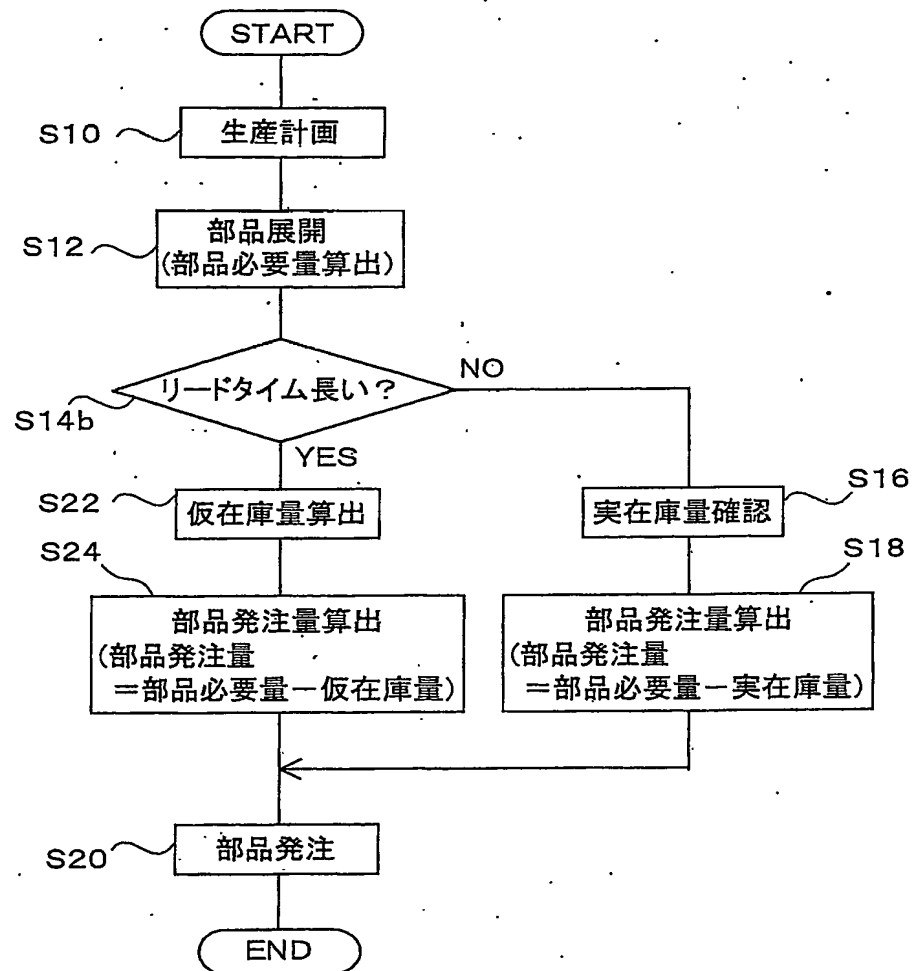 START
S10
生産計画
S12
部品展開
(部品必要量算出)
リードタイム長い？
NO
S14b
YES
S22
仮在庫量算出
S16
実在庫量確認
S24
部品発注量算出
(部品発注量
＝部品必要量－仮在庫量)
S18
部品発注量算出
(部品発注量
＝部品必要量－実在庫量)
S20
部品発注
END